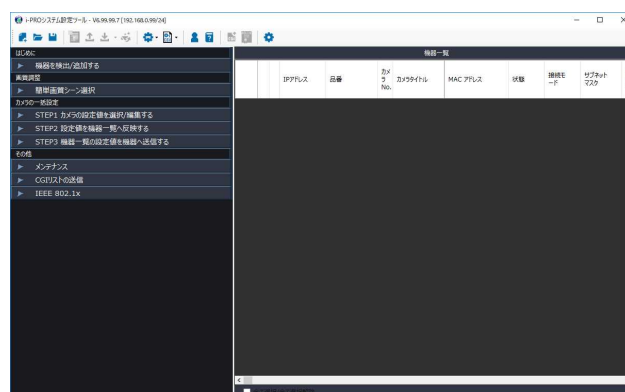 i-PROシステム設定ツール - V6.99.99.7 [192.168.0.99/24]
はじめに
機器を検出/追加する
画質調整
簡単画質シーン選択
カメラの一括設定
STEP1 カメラの設定値を選択/編集する
STEP2 設定値を機器一覧へ反映する
STEP3 機器一覧の設定値を機器へ送信する
その他
メンテナンス
CGIリストの送信
IEEE 802.1x
機器一覧
IPアドレス
品番
カメラNo.
カメラタイトル
MAC アドレス
状態
接続モード
サブネットマスク